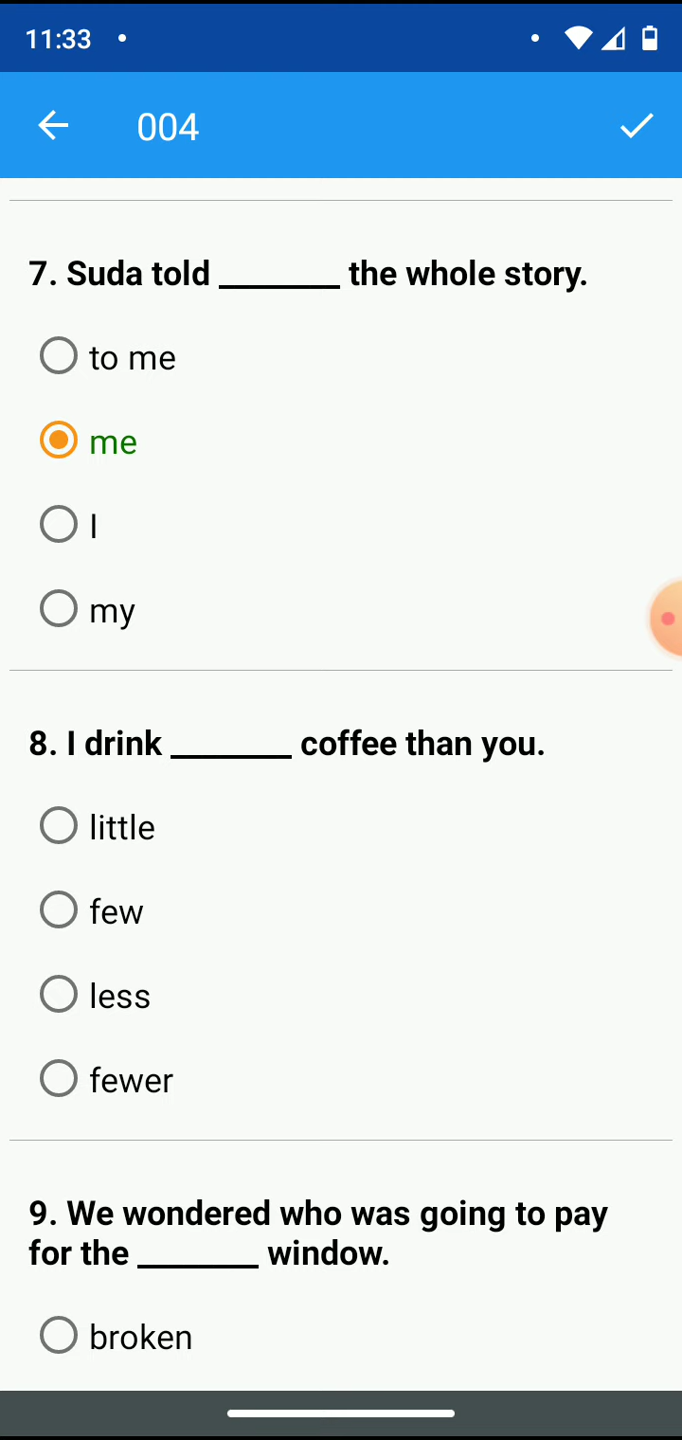 11:33
004
7. Suda told _______ the whole story.
to me
me
I
my
8. I drink _______ coffee than you.
little
few
less
fewer
9. We wondered who was going to pay
for the _______ window.
broken